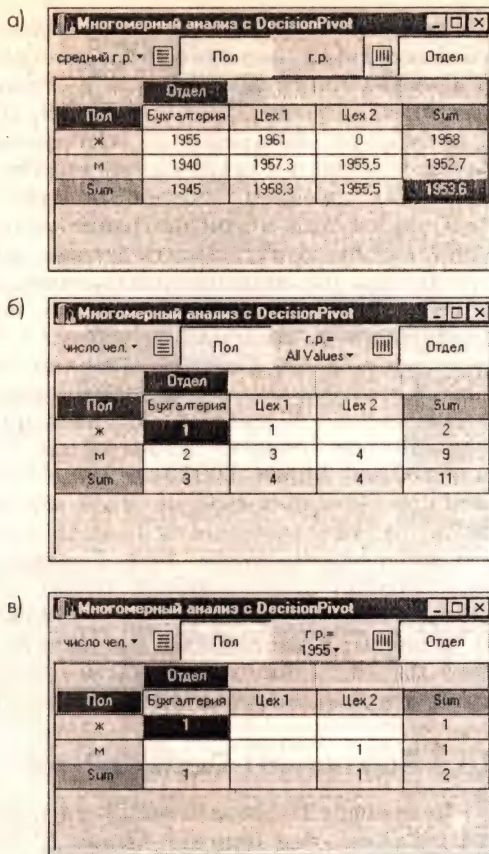 а)
Многомерный анализ с DecisionPivot
средний г.р. Пол г.р. Отдел
Отдел
Пол Бухгалтерия Цех 1 Цех 2 Sum
ж 1955 1961 0 1958
м 1940 1957,3 1955,5 1952,7
Sum 1945 1958,3 1955,5 1953,6
б)
Многомерный анализ с DecisionPivot
число чел. Пол г.р.= All Values Отдел
Отдел
Пол Бухгалтерия Цех 1 Цех 2 Sum
ж 1 1 2
м 2 3 4 9
Sum 3 4 4 11
в)
Многомерный анализ с DecisionPivot
число чел. Пол г.р.= 1955 Отдел
Отдел
Пол Бухгалтерия Цех 1 Цех 2 Sum
ж 1 1
м 1 1
Sum 1 1 2